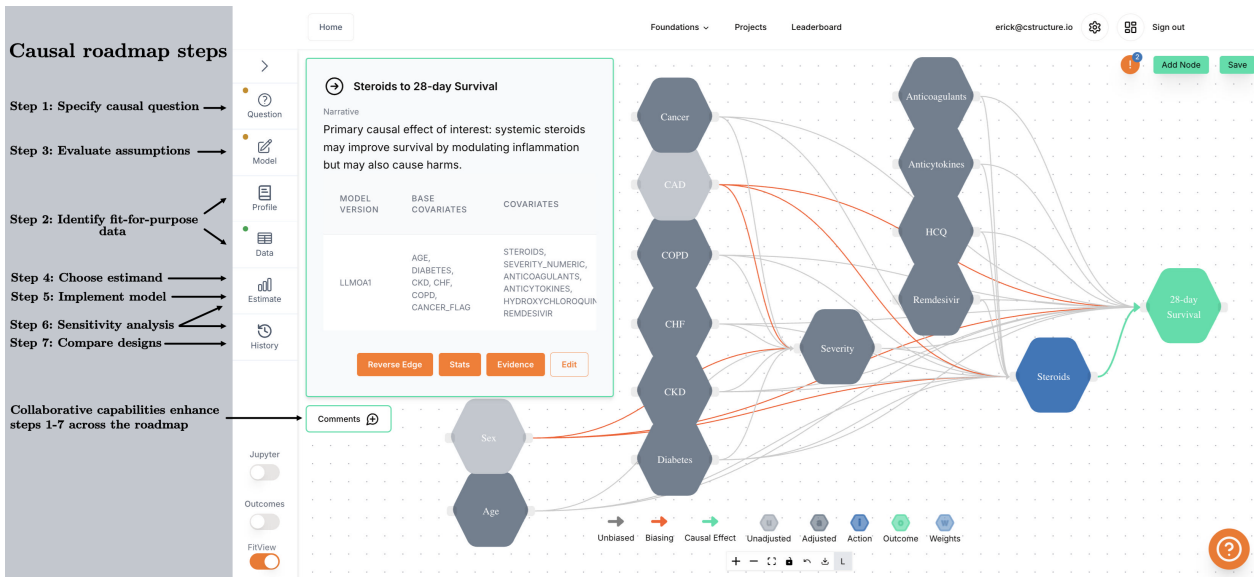 Causal roadmap steps
Step 1: Specify causal question
Step 3: Evaluate assumptions
Step 2: Identify fit-for-purpose
data
Step 4: Choose estimand
Step 5: Implement model
Step 6: Sensitivity analysis
Step 7: Compare designs
Collaborative capabilities enhance
steps 1-7 across the roadmap
Question
Model
Profile
Data
Estimate
History
Jupyter
Outcomes
FitView
Home
Foundations
Projects
Leaderboard
erick@cstructure.io
Sign out
! 2
Add Node
Save
Steroids to 28-day Survival
Narrative
Primary causal effect of interest: systemic steroids
may improve survival by modulating inflammation
but may also cause harms.
MODEL
VERSION
BASE
COVARIATES
COVARIATES
LLMOA1
AGE,
DIABETES,
CKD, CHF,
COPD,
CANCER_FLAG
STEROIDS,
SEVERITY_NUMERIC,
ANTICOAGULANTS,
ANTICYTOKINES,
HYDROXYCHLOROQUIN
REMDESIVIR
Reverse Edge
Stats
Evidence
Edit
Comments
Cancer
CAD
COPD
CHF
CKD
Diabetes
Sex
Age
Severity
Anticoagulants
Anticytokines
HCQ
Remdesivir
Steroids
28-day
Survival
Unbiased
Biasing
Causal Effect
u
Unadjusted
a
Adjusted
I
Action
o
Outcome
w
Weights
L
?